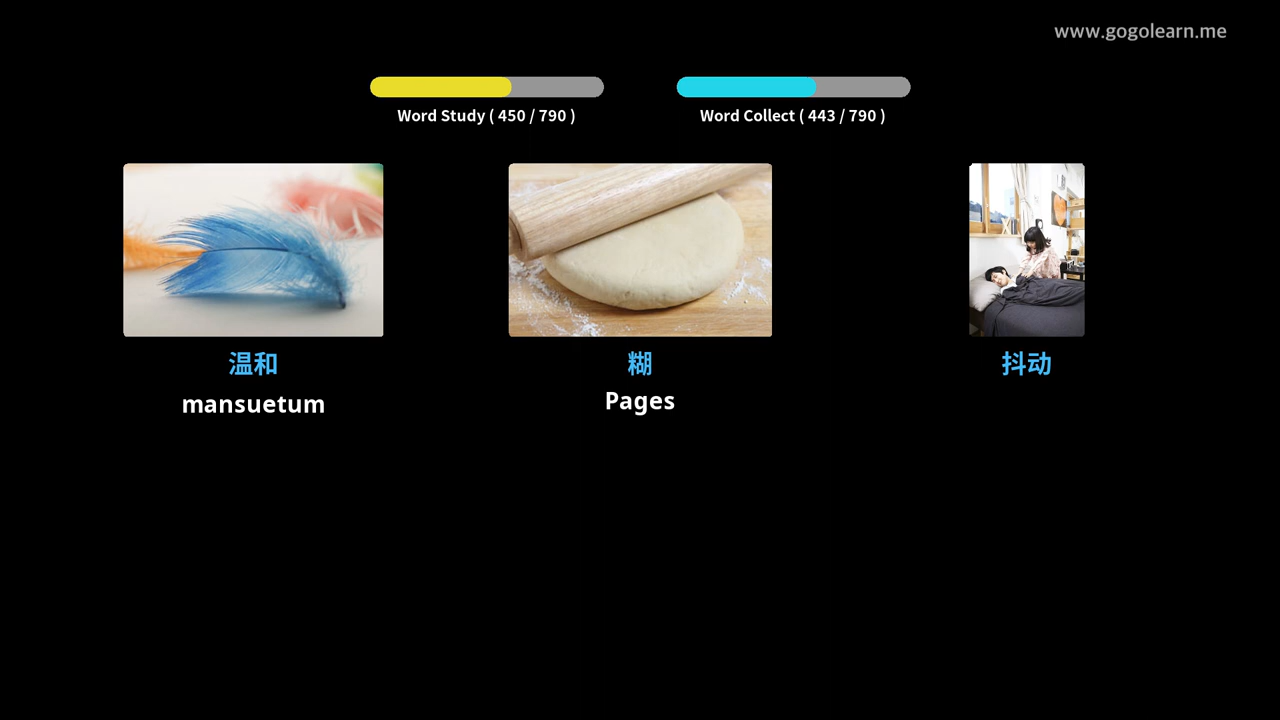 www.gogolearn.me
Word Study ( 450 / 790 )
Word Collect ( 443 / 790 )
温和
糊
抖动
mansuetum
Pages